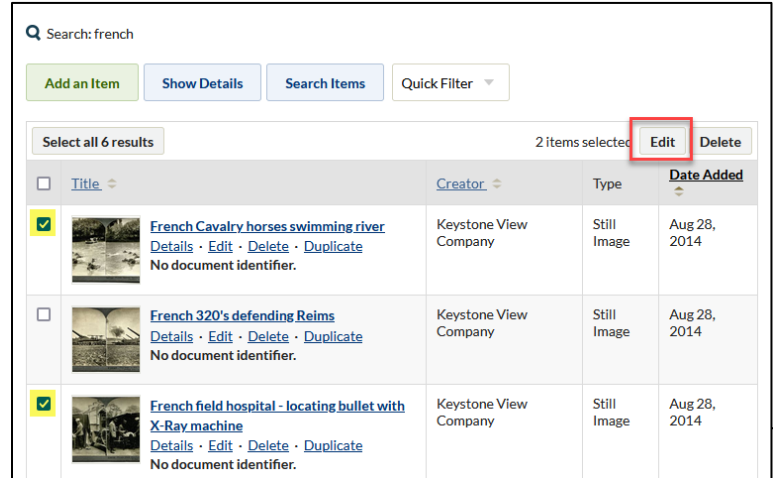 Search: french
Add an Item Show Details Search Items Quick Filter
Select all 6 results 2 items selected Edit Delete
Title Creator Type Date Added
French Cavalry horses swimming river Keystone View Company Still Image Aug 28, 2014
Details · Edit · Delete · Duplicate
No document identifier.
French 320's defending Reims Keystone View Company Still Image Aug 28, 2014
Details · Edit · Delete · Duplicate
No document identifier.
French field hospital - locating bullet with X-Ray machine Keystone View Company Still Image Aug 28, 2014
Details · Edit · Delete · Duplicate
No document identifier.